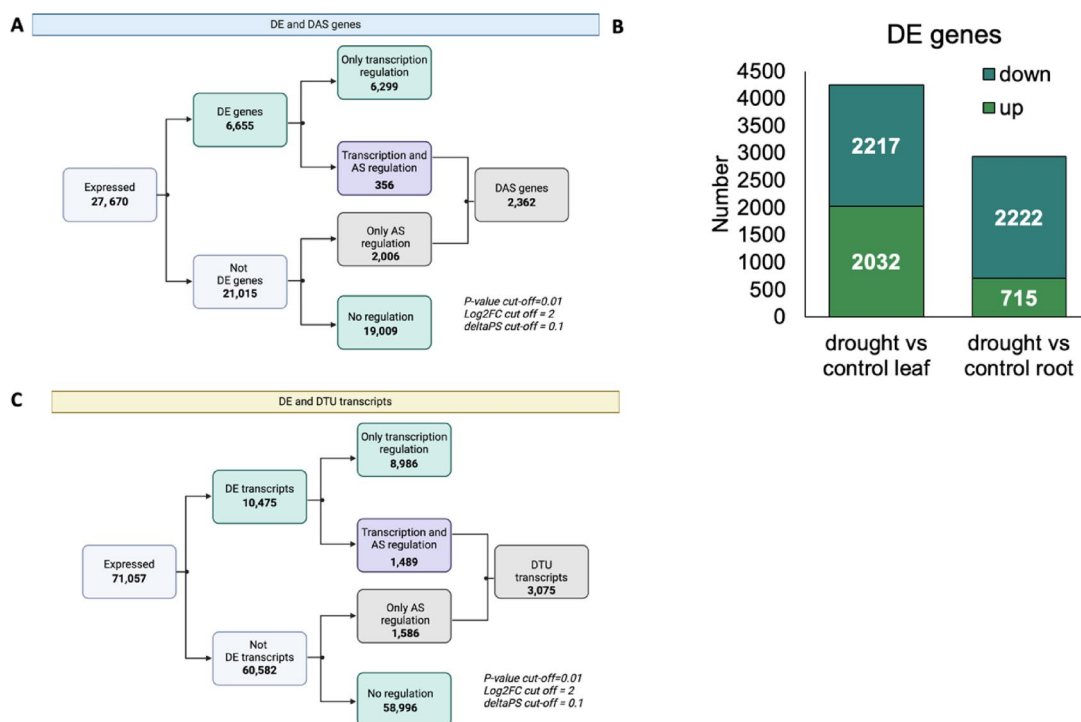 A
DE and DAS genes
Only transcription
regulation
6,299
DE genes
6,655
Transcription and
AS regulation
356
DAS genes
2,362
Expressed
27, 670
Only AS
regulation
2,006
Not
DE genes
21,015
No regulation
19,009
P-value cut-off=0.01
Log2FC cut off = 2
deltaPS cut-off = 0.1
B
DE genes
Number
4500
4000
3500
3000
2500
2000
1500
1000
500
0
down
up
2217
2032
2222
715
drought vs
control leaf
drought vs
control root
C
DE and DTU transcripts
Only transcription
regulation
8,986
DE transcripts
10,475
Transcription and
AS regulation
1,489
DTU
transcripts
3,075
Expressed
71,057
Only AS
regulation
1,586
Not
DE transcripts
60,582
No regulation
58,996
P-value cut-off=0.01
Log2FC cut off = 2
deltaPS cut-off = 0.1